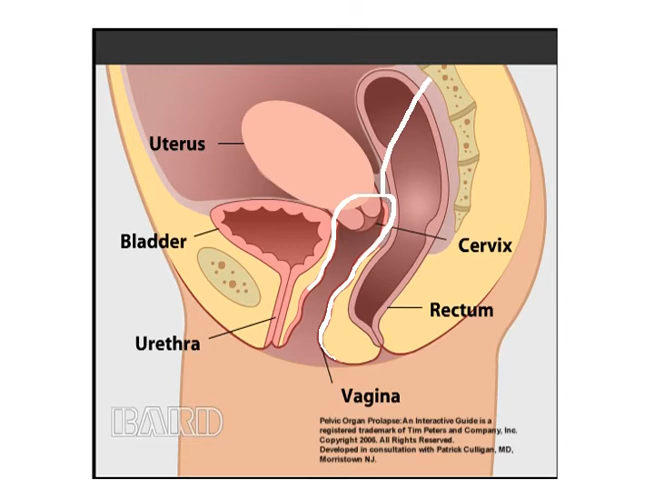 Uterus
Bladder
Cervix
Rectum
Urethra
Vagina
BARD
Pelvic Organ Prolapse: An Interactive Guide is a
registered trademark of Tim Peters and Company, Inc.
Copyright 2006. All Rights Reserved.
Developed in consultation with Patrick Culligan, MD,
Morristown NJ.